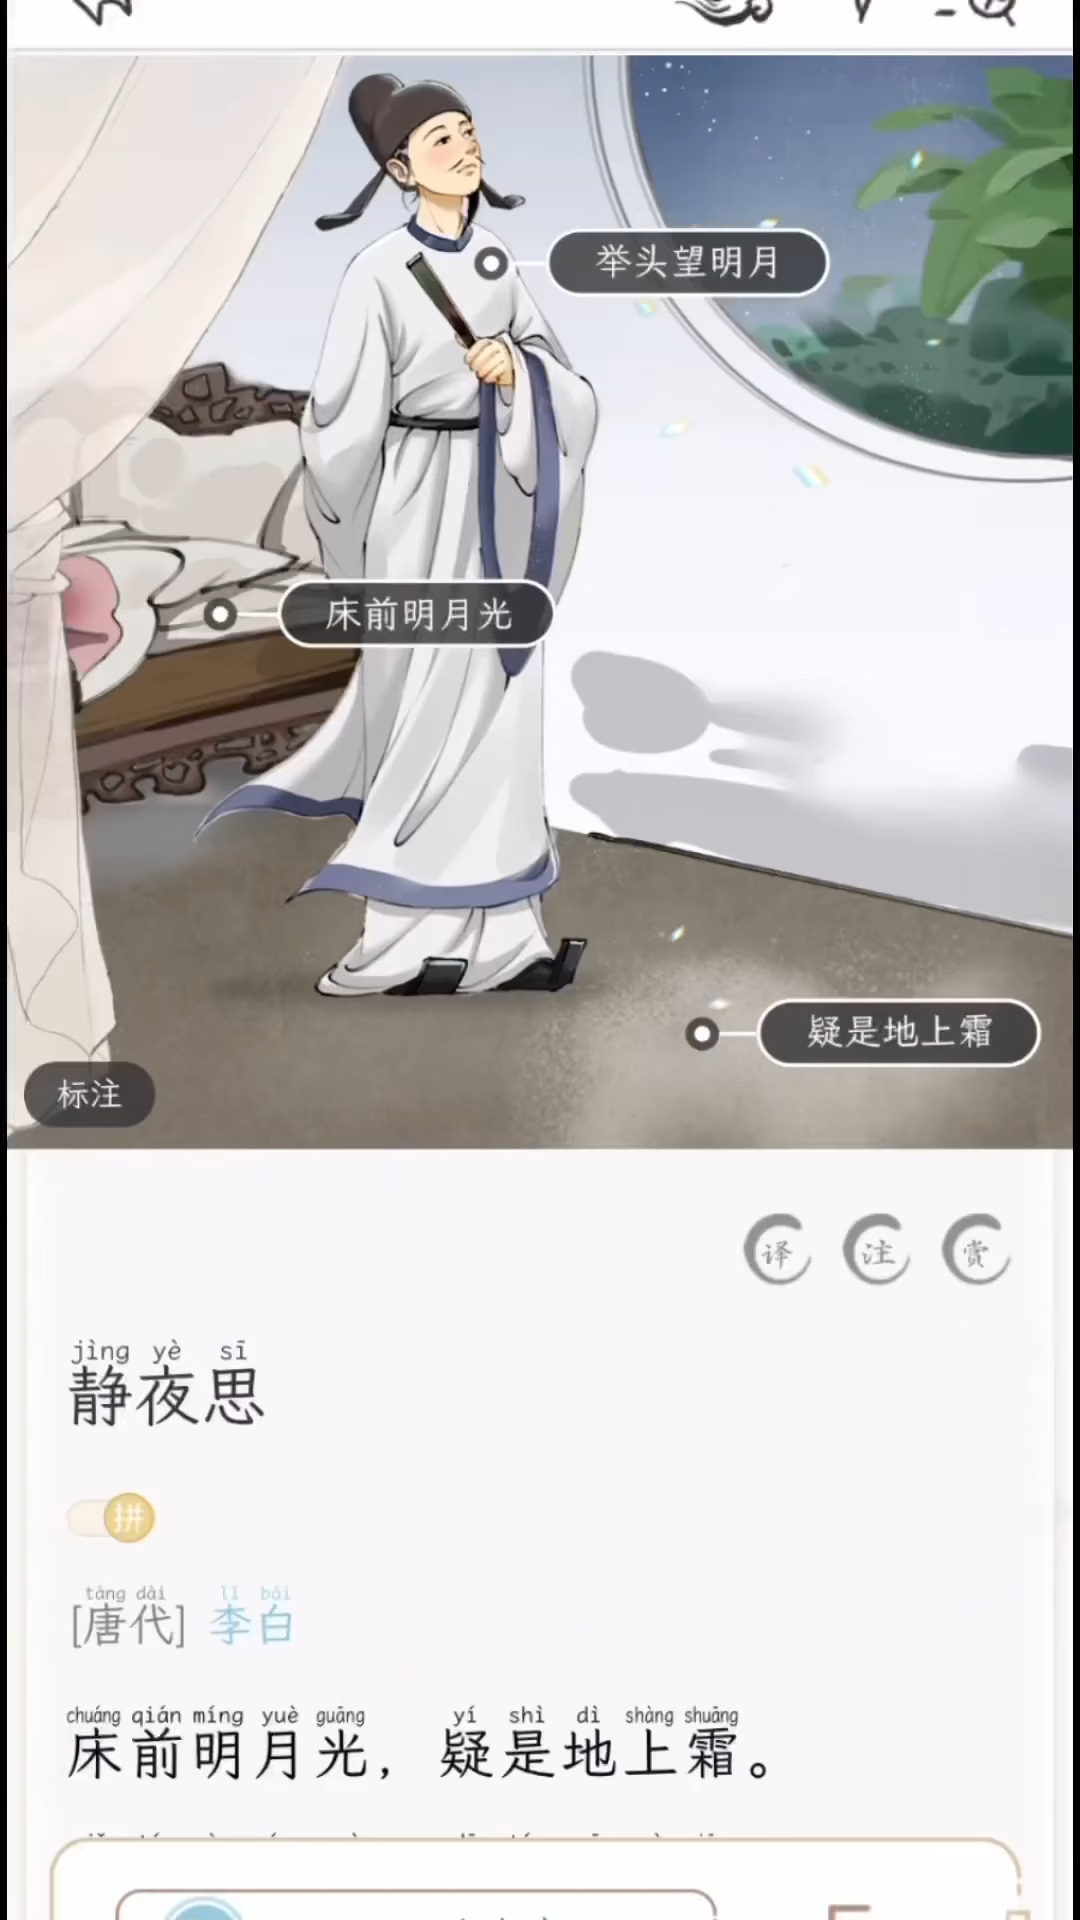 举头望明月
床前明月光
疑是地上霜
标注
译 注 赏
jìng yè sī
静夜思
拼
táng dài lǐ bái
[唐代] 李白
chuáng qián míng yuè guāng yí shì dì shàng shuāng
床前明月光，疑是地上霜。